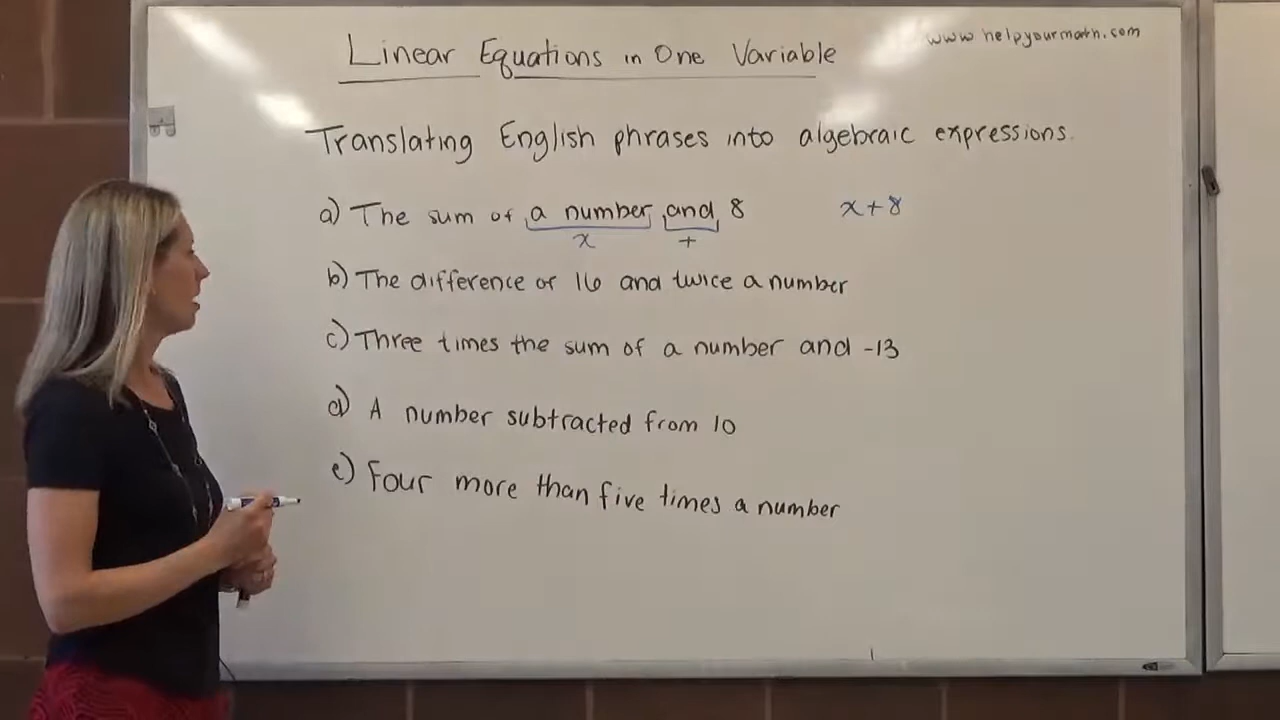 www.helpyourmath.com
Linear Equations in One Variable
Translating English phrases into algebraic expressions.
a) The sum of a number and 8 x+8
x +
b) The difference of 16 and twice a number
c) Three times the sum of a number and -13
d) A number subtracted from 10
e) Four more than five times a number